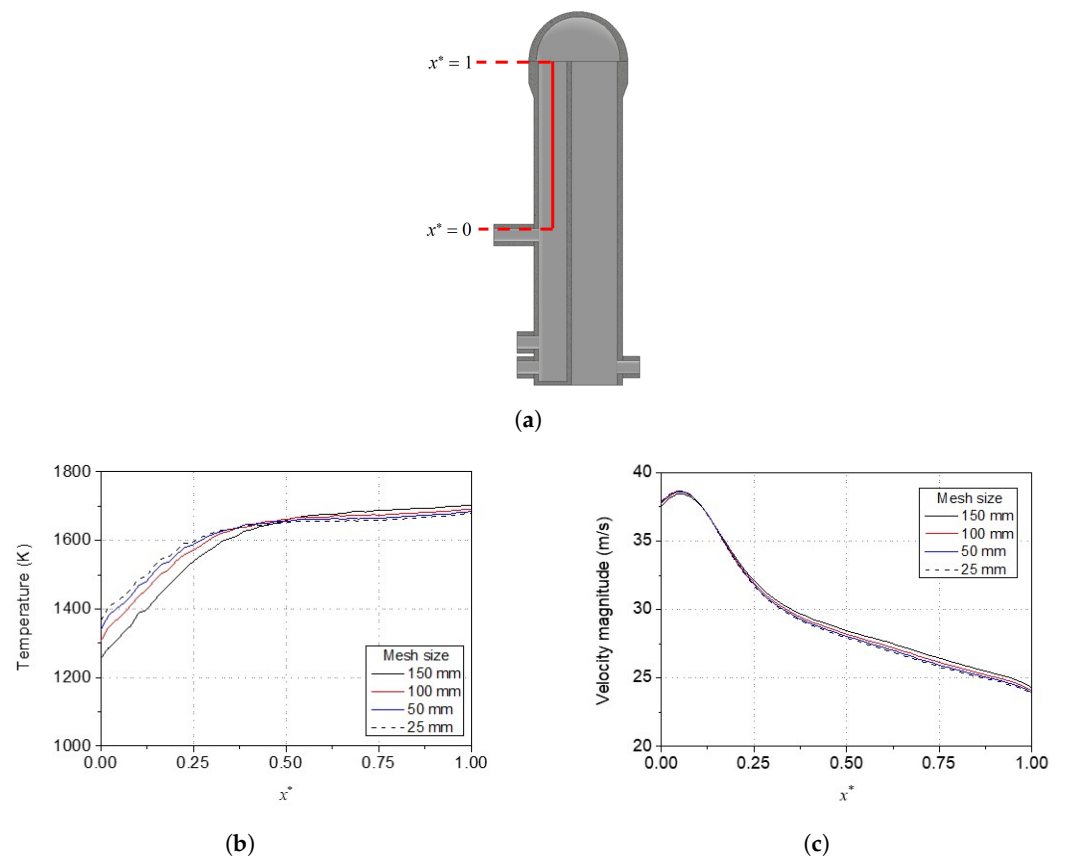 x* = 1
x* = 0
(a)
1800
1600
1400
1200
1000
Temperature (K)
Mesh size
150 mm
100 mm
50 mm
25 mm
0.00 0.25 0.50 0.75 1.00
x*
(b)
40
35
30
25
20
Velocity magnitude (m/s)
Mesh size
150 mm
100 mm
50 mm
25 mm
0.00 0.25 0.50 0.75 1.00
x*
(c)